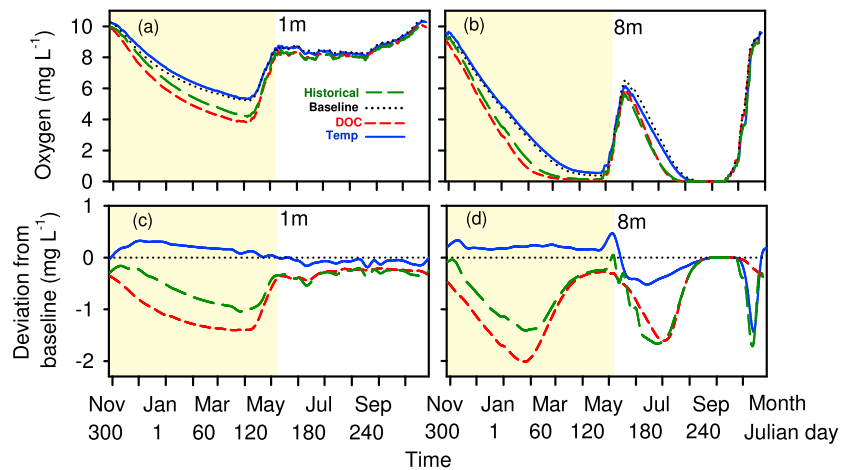 (a) 1m (b) 8m
10
8
6
4
2
0
Oxygen (mg L⁻¹)
Historical
Baseline
DOC
Temp
(c) 1m (d) 8m
1
0
-1
-2
Deviation from
baseline (mg L⁻¹)
Nov Jan Mar May Jul Sep Nov Jan Mar May Jul Sep Month
300 1 60 120 180 240 300 1 60 120 180 240 Julian day
Time